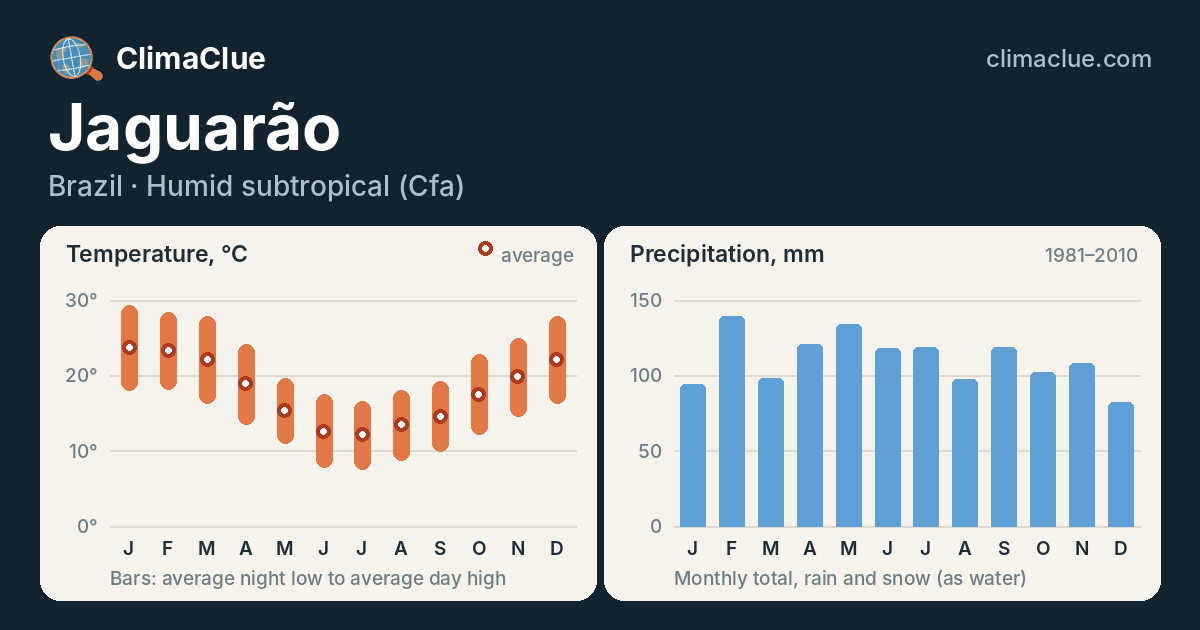 ClimaClue
climaclue.com
Jaguarão
Brazil · Humid subtropical (Cfa)
Temperature, °C
average
30°
20°
10°
0°
J F M A M J J A S O N D
Bars: average night low to average day high
Precipitation, mm
1981–2010
150
100
50
0
J F M A M J J A S O N D
Monthly total, rain and snow (as water)